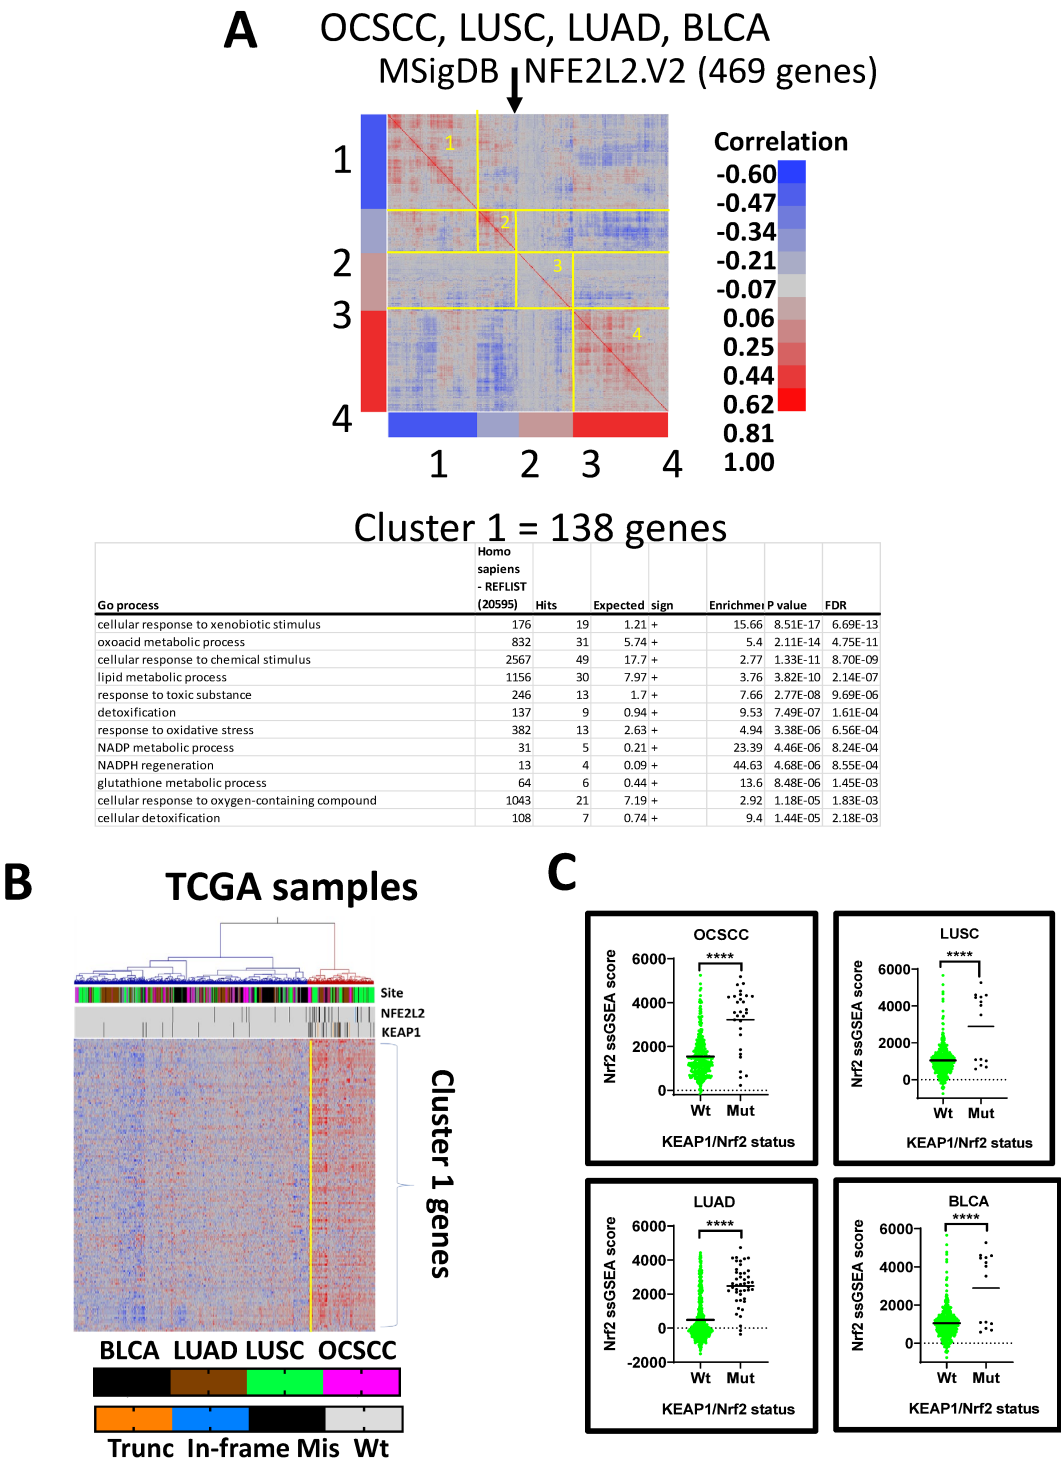 A
OCSCC, LUSC, LUAD, BLCA
MSigDB NFE2L2.V2 (469 genes)
1
2
3
4
1
2
3
4
1 2 3 4
Correlation
-0.60
-0.47
-0.34
-0.21
-0.07
0.06
0.25
0.44
0.62
0.81
1.00
Cluster 1 = 138 genes
Go process Homo sapiens - REFLIST (20595) Hits Expected sign Enrichmer P value FDR
cellular response to xenobiotic stimulus 176 19 1.21 + 15.66 8.51E-17 6.69E-13
oxoacid metabolic process 832 31 5.74 + 5.4 2.11E-14 4.75E-11
cellular response to chemical stimulus 2567 49 17.7 + 2.77 1.33E-11 8.70E-09
lipid metabolic process 1156 30 7.97 + 3.76 3.82E-10 2.14E-07
response to toxic substance 246 13 1.7 + 7.66 2.77E-08 9.69E-06
detoxification 137 9 0.94 + 9.53 7.49E-07 1.61E-04
response to oxidative stress 382 13 2.63 + 4.94 3.38E-06 6.56E-04
NADP metabolic process 31 5 0.21 + 23.39 4.46E-06 8.24E-04
NADPH regeneration 13 4 0.09 + 44.63 4.68E-06 8.55E-04
glutathione metabolic process 64 6 0.44 + 13.6 8.48E-06 1.45E-03
cellular response to oxygen-containing compound 1043 21 7.19 + 2.92 1.18E-05 1.83E-03
cellular detoxification 108 7 0.74 + 9.4 1.44E-05 2.18E-03
B
TCGA samples
Site
NFE2L2
KEAP1
Cluster 1 genes
BLCA LUAD LUSC OCSCC
Trunc In-frame Mis Wt
C
OCSCC
****
Nrf2 ssGSEA score
6000
4000
2000
0
Wt Mut
KEAP1/Nrf2 status
LUSC
****
Nrf2 ssGSEA score
6000
4000
2000
0
Wt Mut
KEAP1/Nrf2 status
LUAD
****
Nrf2 ssGSEA score
6000
4000
2000
0
-2000
Wt Mut
KEAP1/Nrf2 status
BLCA
****
Nrf2 ssGSEA score
6000
4000
2000
0
Wt Mut
KEAP1/Nrf2 status